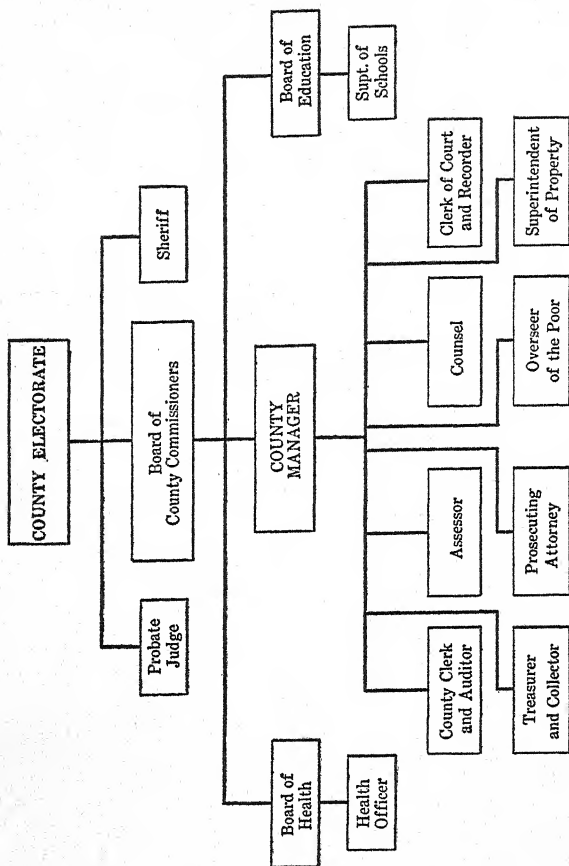 COUNTY ELECTORATE
Probate
Judge
Board of
County Commissioners
Sheriff
Board of
Health
COUNTY
MANAGER
Board of
Education
Health
Officer
Supt. of
Schools
County Clerk
and Auditor
Assessor
Counsel
Clerk of Court
and Recorder
Treasurer
and Collector
Prosecuting
Attorney
Overseer
of the Poor
Superintendent
of Property